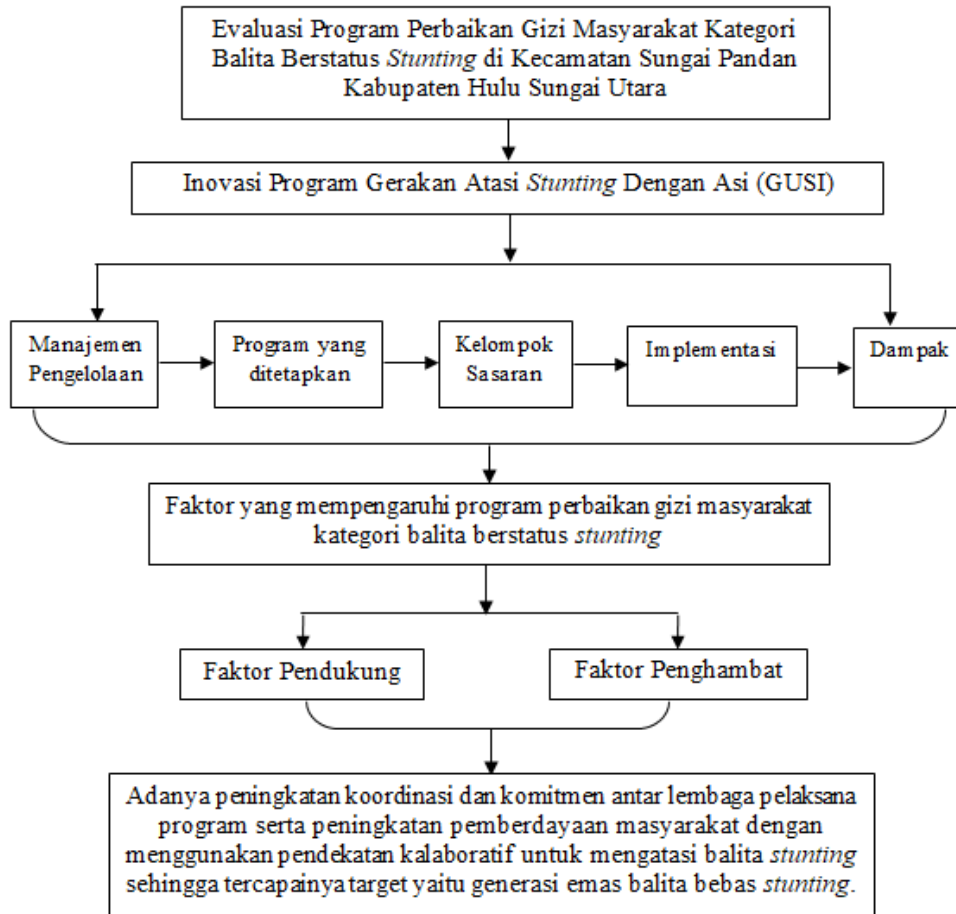 Evaluasi Program Perbaikan Gizi Masyarakat Kategori
Balita Berstatus Stunting di Kecamatan Sungai Pandan
Kabupaten Hulu Sungai Utara
Inovasi Program Gerakan Atasi Stunting Dengan Asi (GUSI)
Manajemen
Pengelolaan
Program yang
ditetapkan
Kelompok
Sasaran
Implementasi
Dampak
Faktor yang mempengaruhi program perbaikan gizi masyarakat
kategori balita berstatus stunting
Faktor Pendukung
Faktor Penghambat
Adanya peningkatan koordinasi dan komitmen antar lembaga pelaksana
program serta peningkatan pemberdayaan masyarakat dengan
menggunakan pendekatan kalaboratif untuk mengatasi balita stunting
sehingga tercapainya target yaitu generasi emas balita bebas stunting.